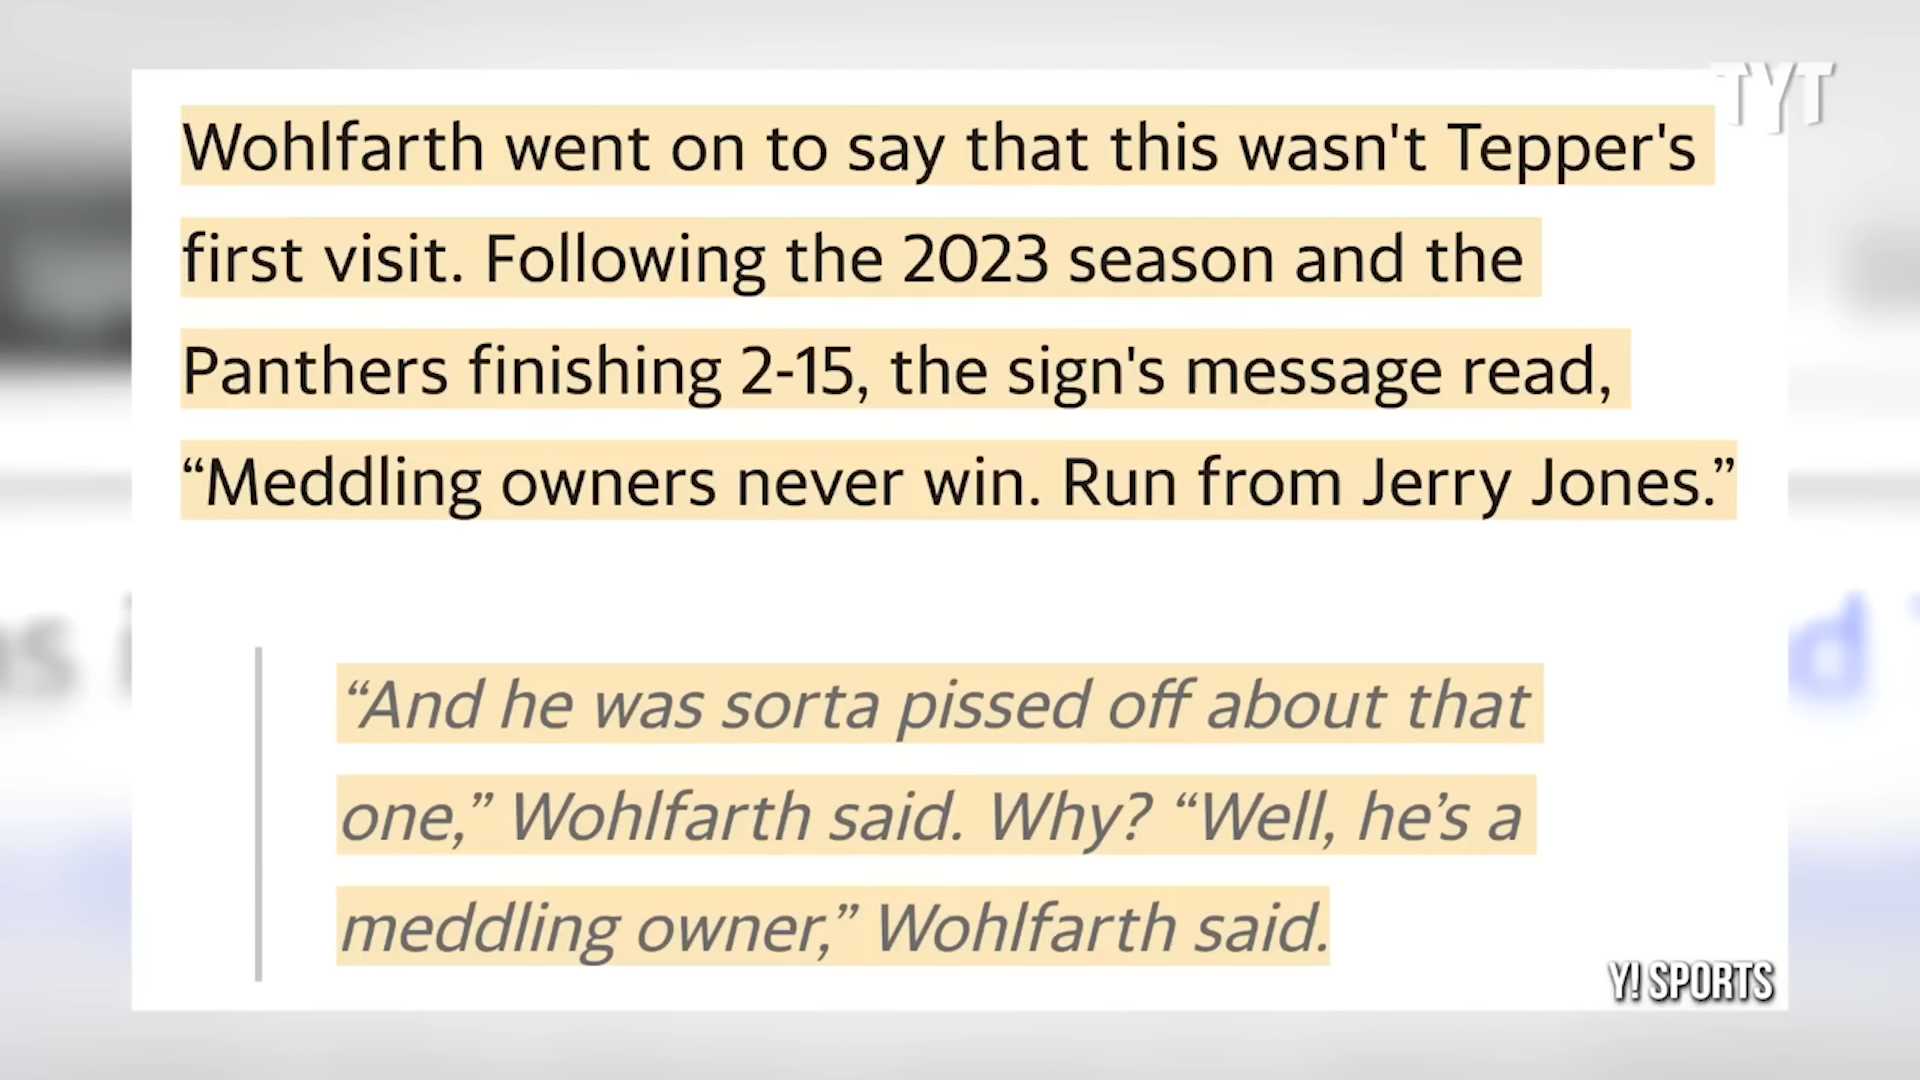 TYT
Wohlfarth went on to say that this wasn't Tepper's
first visit. Following the 2023 season and the
Panthers finishing 2-15, the sign's message read,
“Meddling owners never win. Run from Jerry Jones.”
“And he was sorta pissed off about that
one,” Wohlfarth said. Why? “Well, he’s a
meddling owner,” Wohlfarth said.
Y! SPORTS